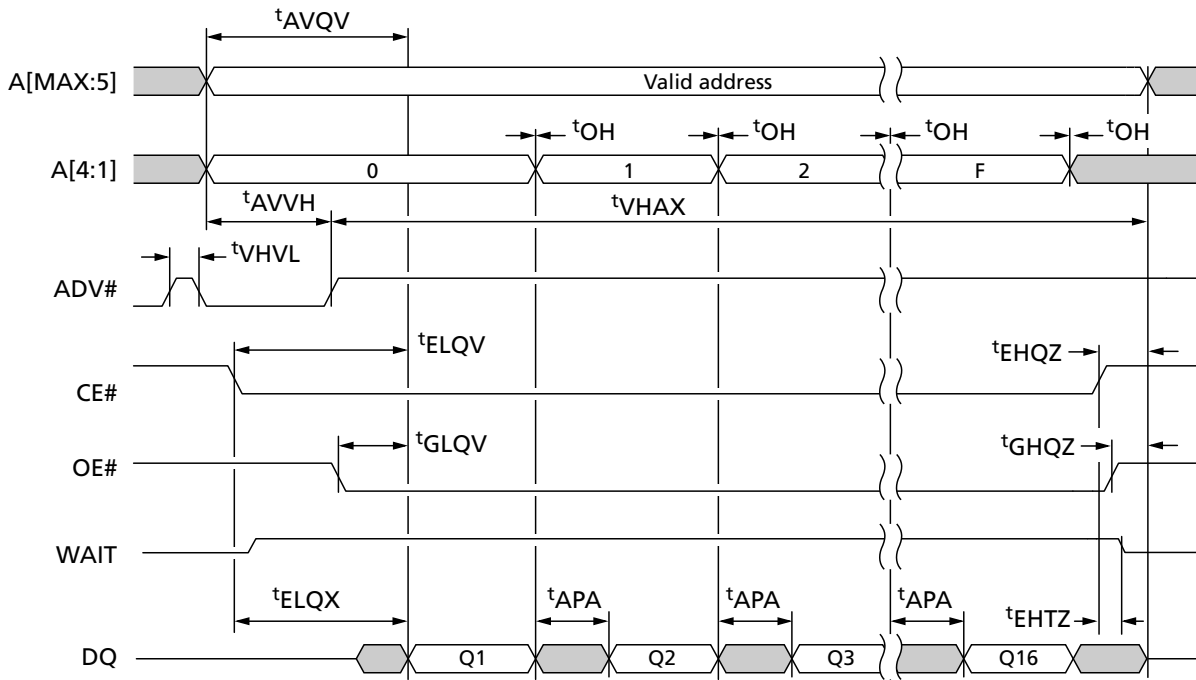 tAVQV
A[MAX:5] Valid address
tOH tOH tOH tOH
A[4:1] 0 1 2 F
tAVVH tVHAX
tVHVL
ADV#
tELQV tEHQZ
CE#
tGLQV tGHQZ
OE#
WAIT
tELQX tAPA tAPA tAPA tEHTZ
DQ Q1 Q2 Q3 Q16